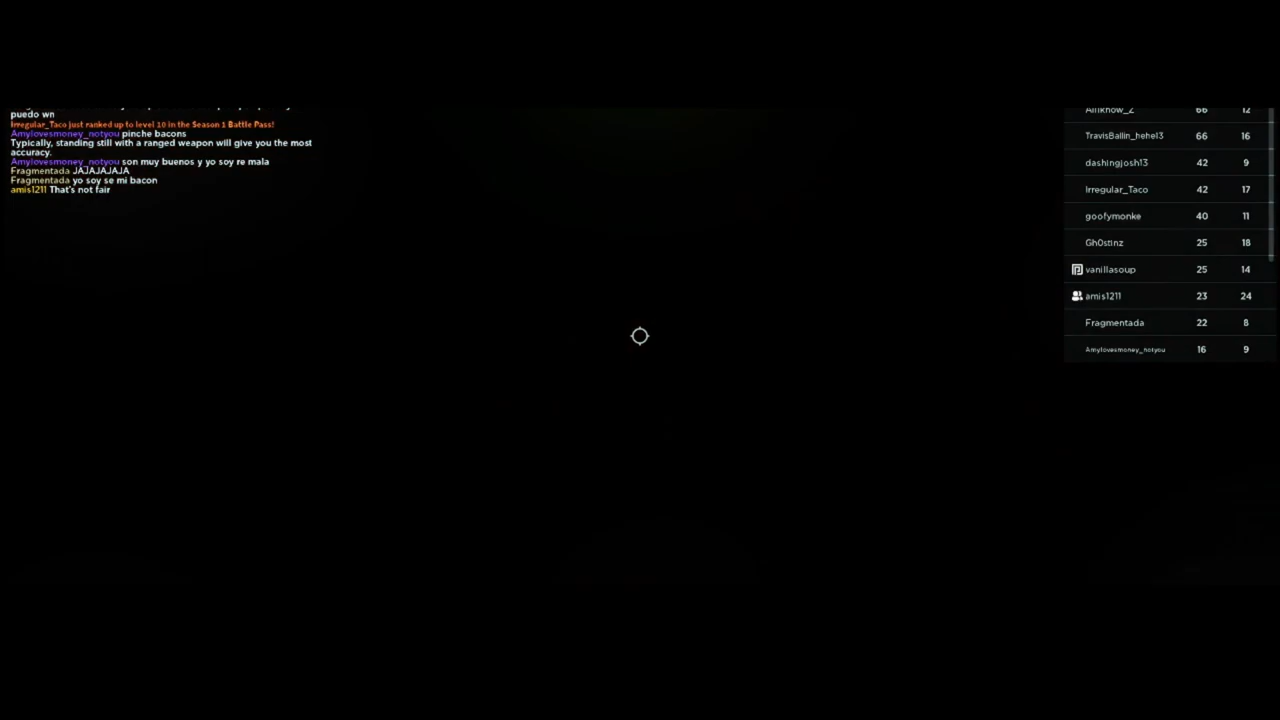 puedo wn
Irregular_Taco just ranked up to level 10 in the Season 1 Battle Pass!
Amylovesmoney_notyou pinche bacons
Typically, standing still with a ranged weapon will give you the most
accuracy.
Amylovesmoney_notyou son muy buenos y yo soy re mala
Fragmentada JAJAJAJAJA
Fragmentada yo soy se mi bacon
amis1211 That's not fair
66 12
TravisBallin_hehe13 66 16
dashingjosh13 42 9
Irregular_Taco 42 17
goofymonke 40 11
Gh0stinz 25 18
vanillasoup 25 14
amis1211 23 24
Fragmentada 22 8
Amylovesmoney_notyou 16 9